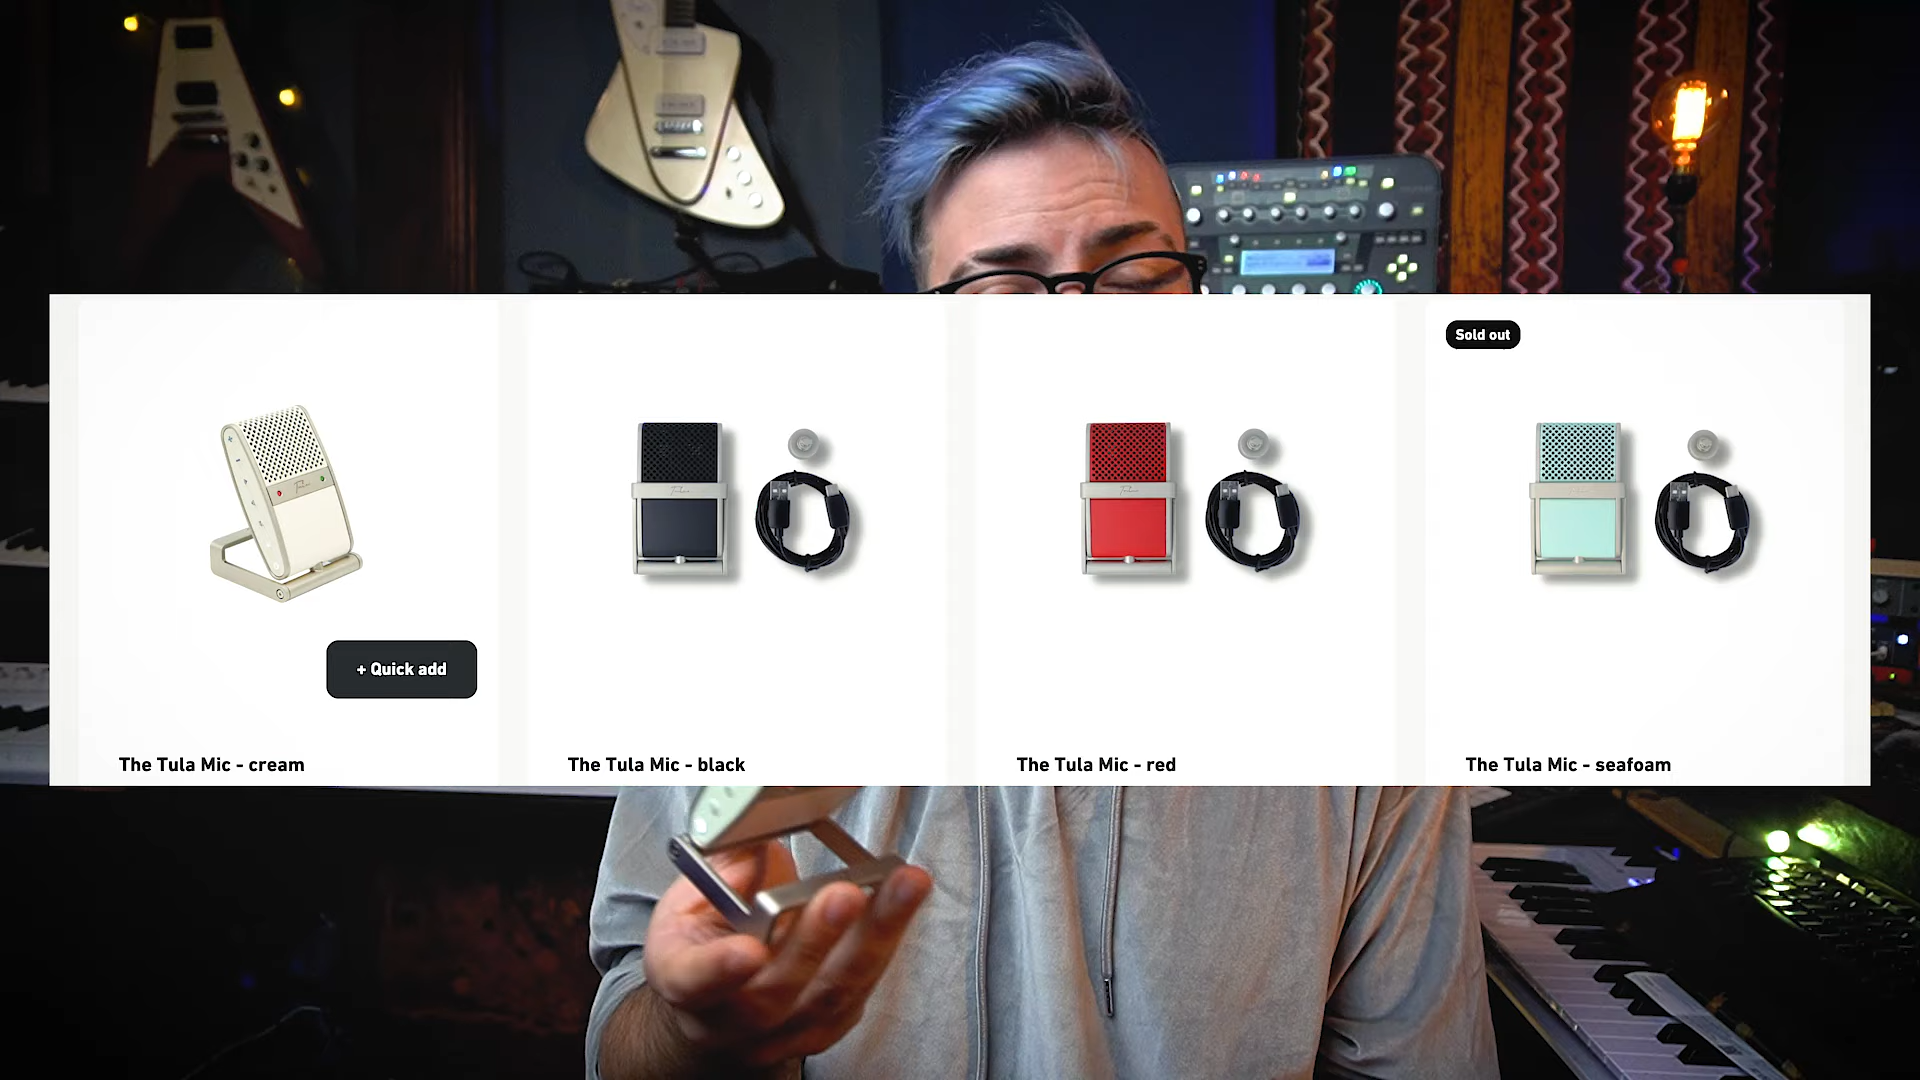 Sold out
+ Quick add
The Tula Mic - cream
The Tula Mic - black
The Tula Mic - red
The Tula Mic - seafoam